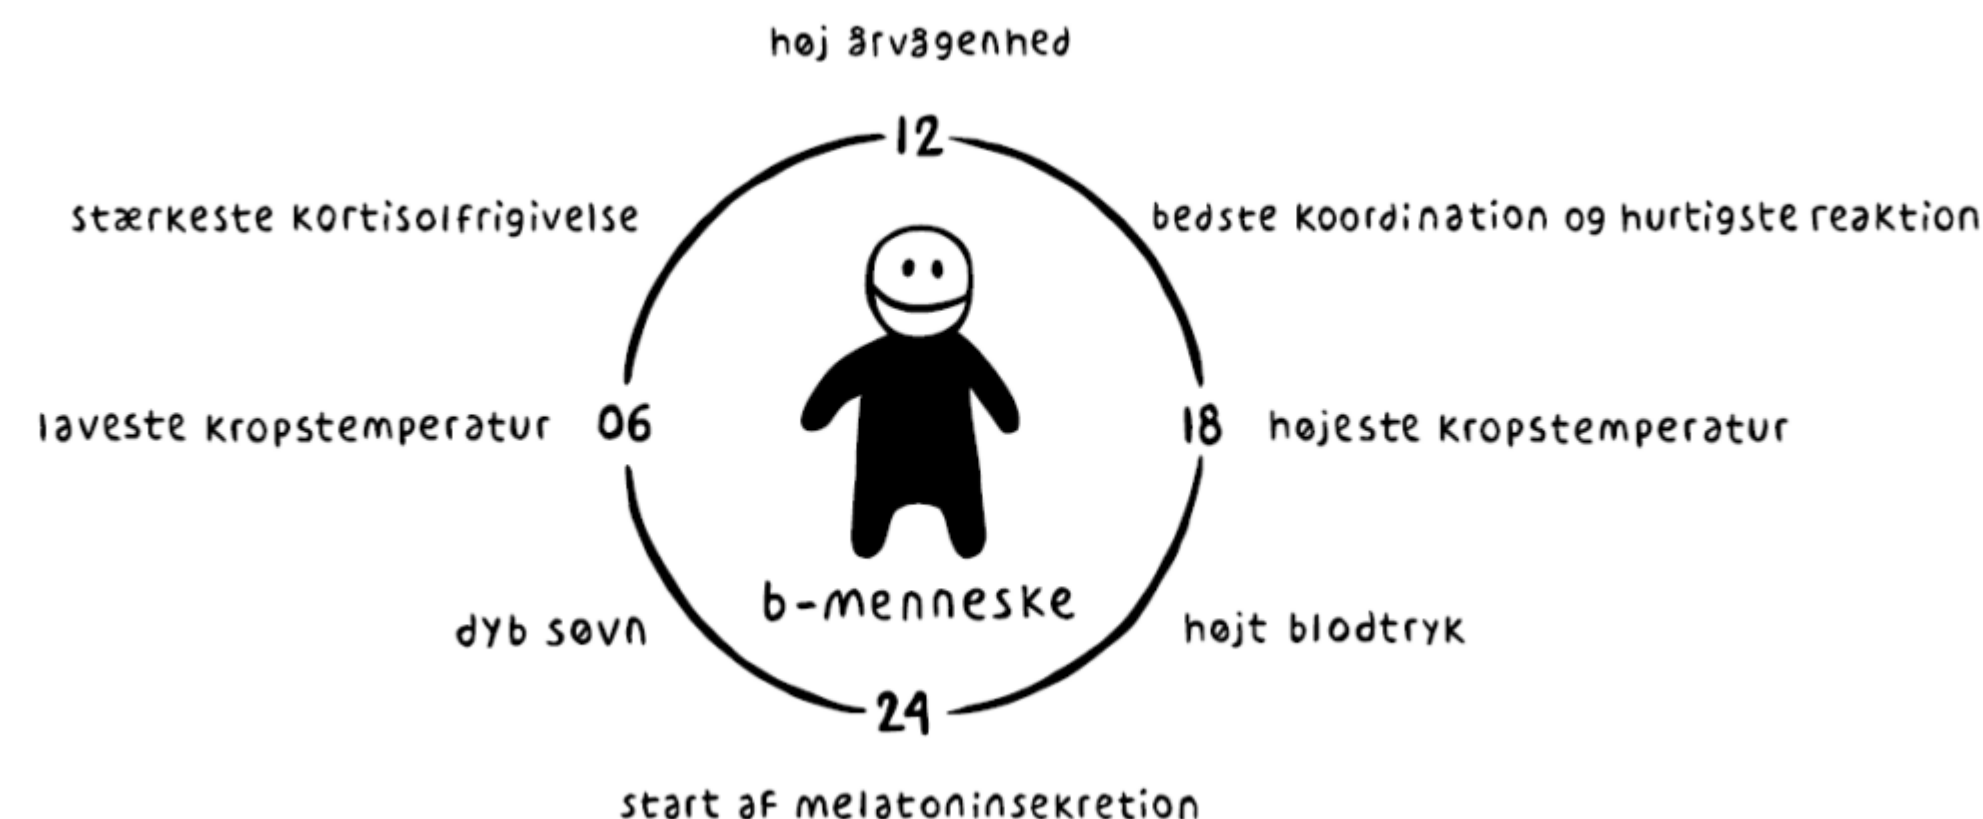 høj årvågenhed
12
stærkeste kortisolfrigivelse
bedste koordination og hurtigste reaktion
laveste kropstemperatur
06
18
højeste kropstemperatur
b-menneske
dyb søvn
højt blodtryk
24
start af melatoninsekretion